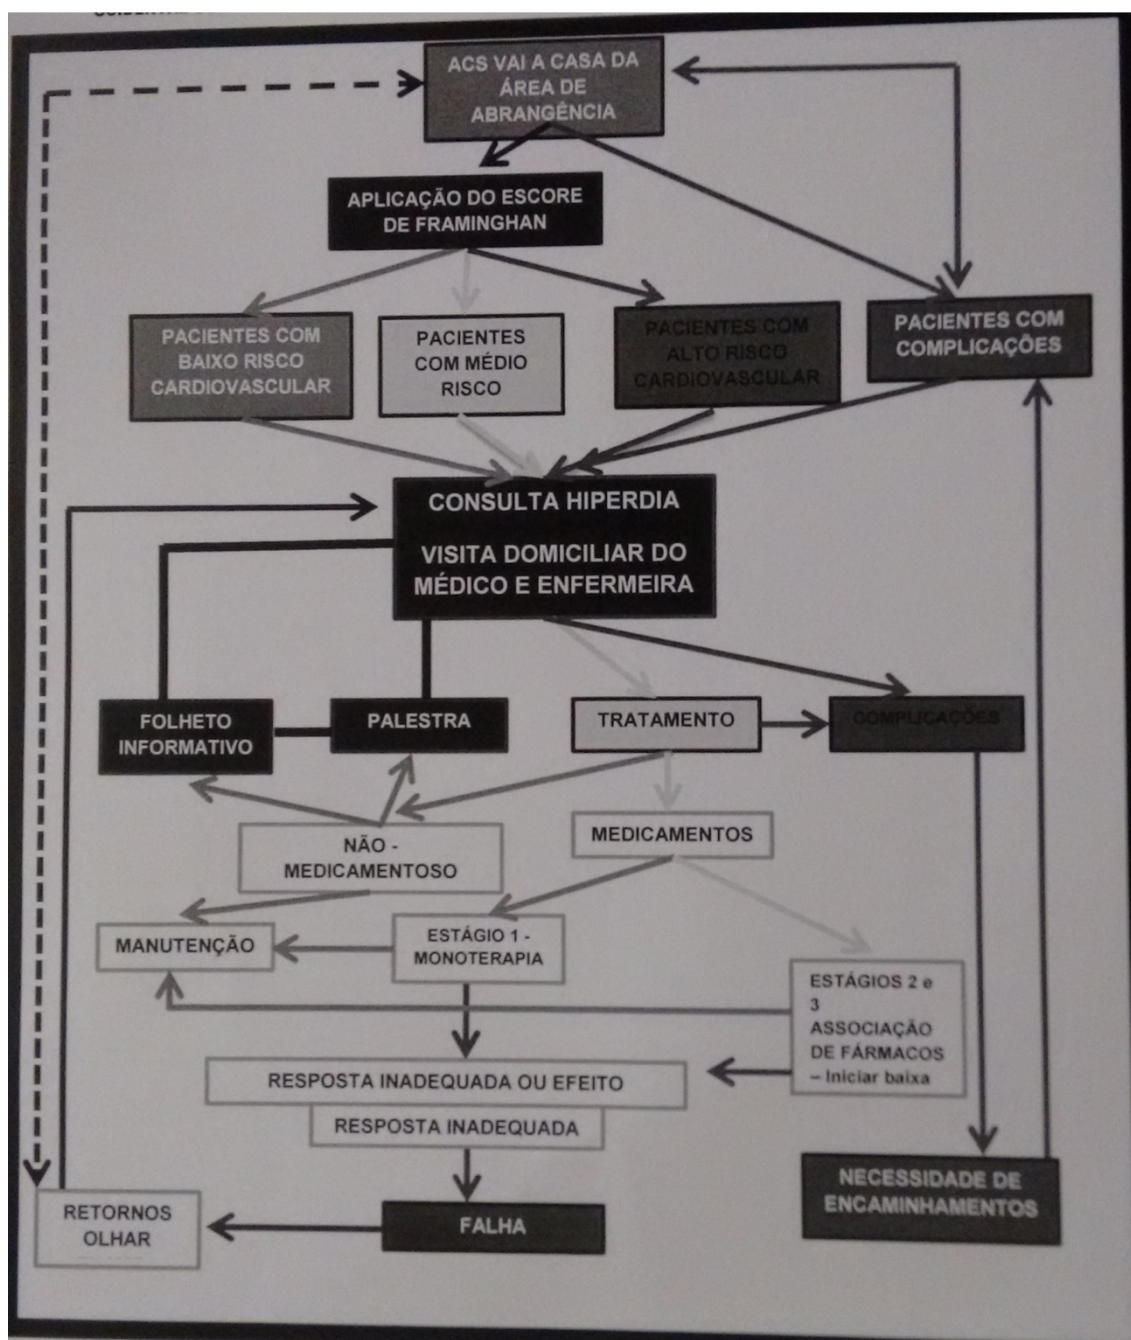 ACS VAI A CASA DA
ÁREA DE
ABRANGÊNCIA
APLICAÇÃO DO ESCORE
DE FRAMINGHAN
PACIENTES COM
BAIXO RISCO
CARDIOVASCULAR
PACIENTES
COM MÉDIO
RISCO
PACIENTES COM
ALTO RISCO
CARDIOVASCULAR
PACIENTES COM
COMPLICAÇÕES
CONSULTA HIPERDIA
VISITA DOMICILIAR DO
MÉDICO E ENFERMEIRA
FOLHETO
INFORMATIVO
PALESTRA
TRATAMENTO
COMPLICAÇÕES
NÃO -
MEDICAMENTOSO
MEDICAMENTOS
MANUTENÇÃO
ESTÁGIO 1 -
MONOTERAPIA
ESTÁGIOS 2 e
3
ASSOCIAÇÃO
DE FÁRMACOS
– Iniciar baixa
RESPOSTA INADEQUADA OU EFEITO
RESPOSTA INADEQUADA
NECESSIDADE DE
ENCAMINHAMENTOS
RETORNOS
OLHAR
FALHA